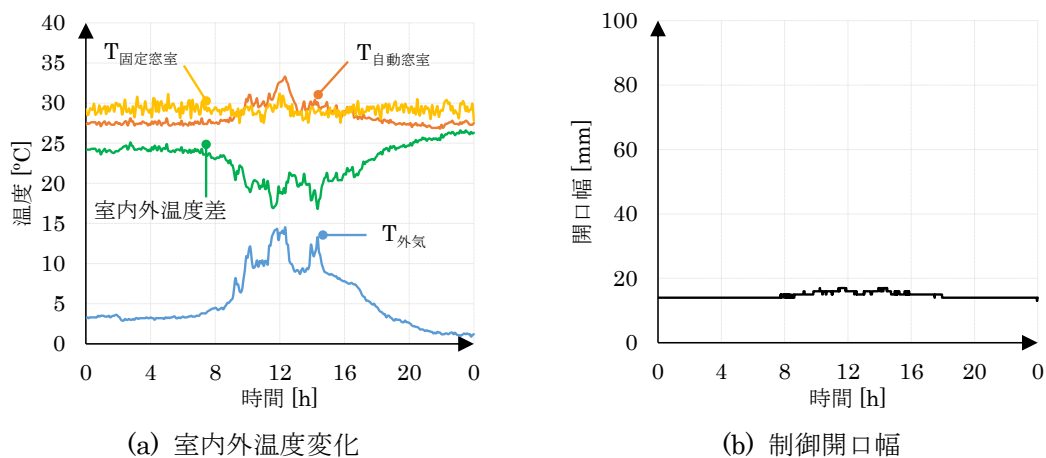 40
35
30
25
20
15
10
5
0
温度 [ºC]
T固定窓室
T自動窓室
室内外温度差
T外気
0 4 8 12 16 20 0
時間 [h]
(a) 室内外温度変化
100
80
60
40
20
0
開口幅 [mm]
0 4 8 12 16 20 0
時間 [h]
(b) 制御開口幅